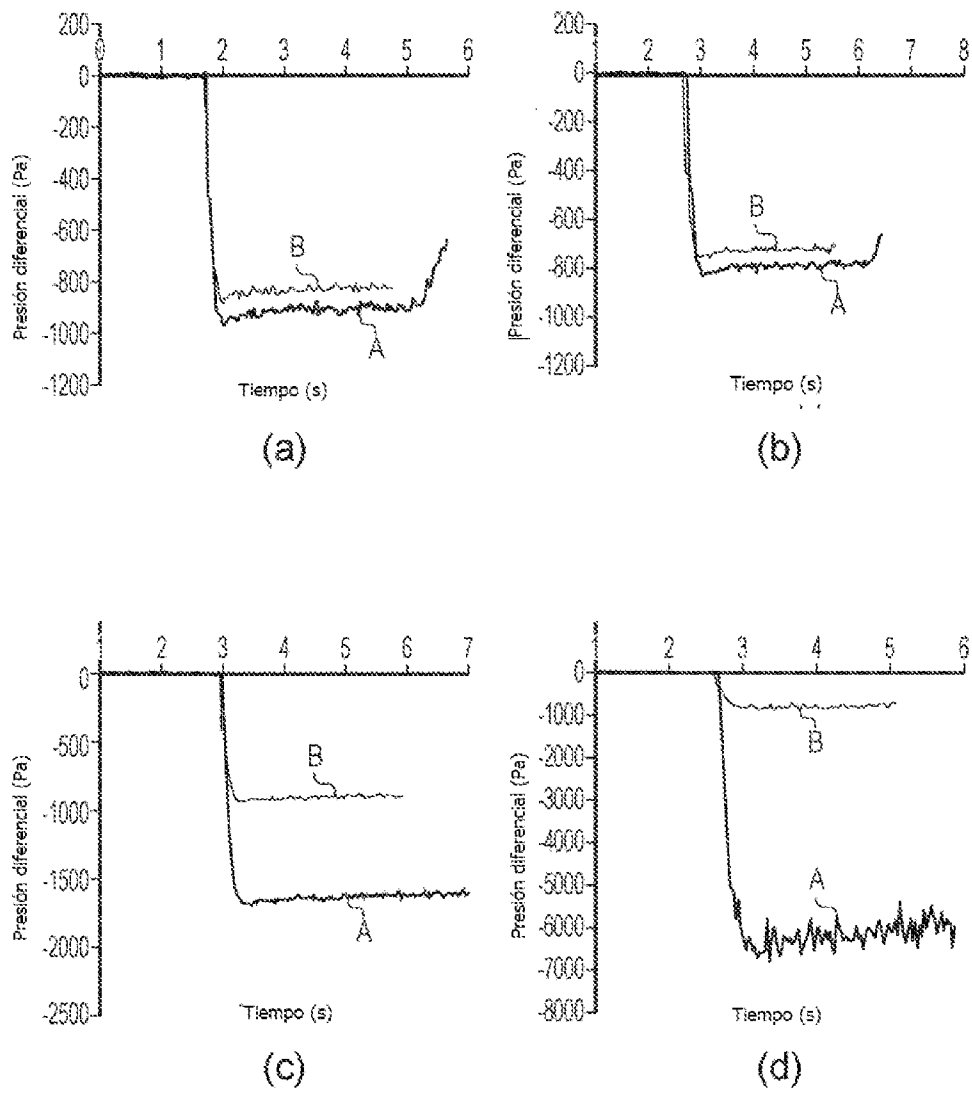 200
0
-200
-400
-600
-800
-1000
-1200
0 1 2 3 4 5 6
Presión diferencial (Pa)
B
A
Tiempo (s)
(a)
200
0
-200
-400
-600
-800
-1000
-1200
1 2 3 4 5 6 7 8
Presión diferencial (Pa)
B
A
Tiempo (s)
(b)
1 2 3 4 5 6 7
0
-500
-1000
-1500
-2000
-2500
Presión diferencial (Pa)
B
A
Tiempo (s)
(c)
1 2 3 4 5 6
0
-1000
-2000
-3000
-4000
-5000
-6000
-7000
-8000
Presión diferencial (Pa)
B
A
Tiempo (s)
(d)